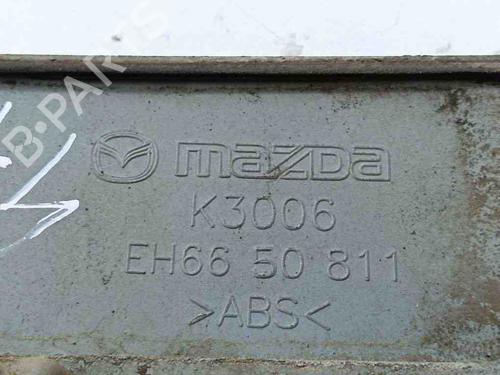 B-PARTS
mazda
K3006
EH66 50 811
>ABS<